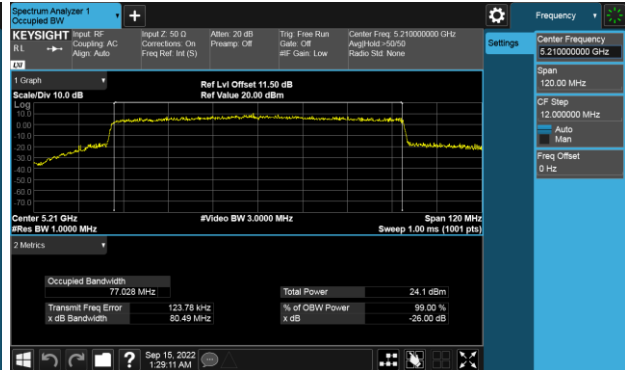 Spectrum Analyzer 1
Occupied BW
KEYSIGHT
RL
Align: Auto
LXI
Input: RF
Coupling: AC
Input Z: 50 Ω
Corrections: On
Freq Ref: Int (S)
Atten: 20 dB
Preamp: Off
Trig: Free Run
Gate: Off
#IF Gain: Low
Center Freq: 5.210000000 GHz
Avg|Hold:>50/50
Radio Std: None
1 Graph
Scale/Div 10.0 dB
Ref Lvl Offset 11.50 dB
Ref Value 20.00 dBm
Log
10.0
0.00
-10.0
-20.0
-30.0
-40.0
-50.0
-60.0
-70.0
Center 5.21 GHz
#Res BW 1.0000 MHz
#Video BW 3.0000 MHz
Span 120 MHz
Sweep 1.00 ms (1001 pts)
2 Metrics
Occupied Bandwidth
77.028 MHz
Total Power 24.1 dBm
Transmit Freq Error 123.78 kHz
% of OBW Power 99.00 %
x dB Bandwidth 80.49 MHz
x dB -26.00 dB
?
Sep 15, 2022
1:29:11 AM
Frequency
Settings
Center Frequency
5.210000000 GHz
Span
120.00 MHz
CF Step
12.000000 MHz
Auto
Man
Freq Offset
0 Hz